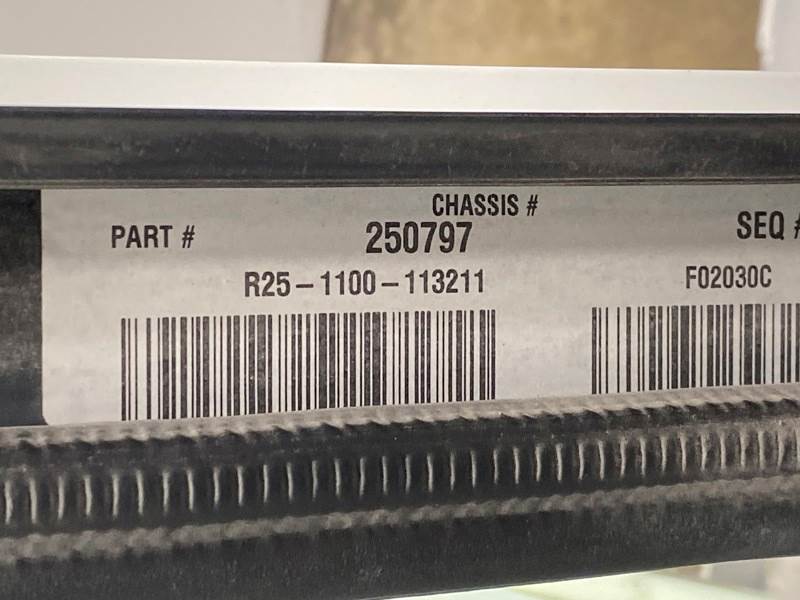 CHASSIS #
PART # 250797 SEQ #
R25-1100-113211 F02030C